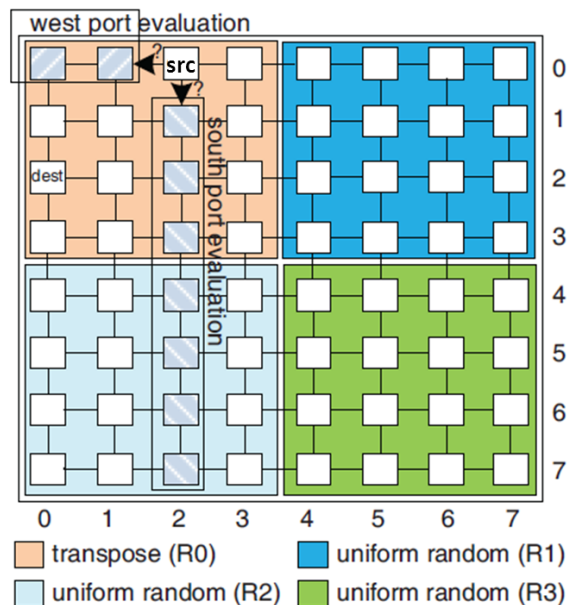 west port evaluation
?
src
0
?
1
south port evaluation
dest
2
3
4
5
6
7
0 1 2 3 4 5 6 7
transpose (R0) uniform random (R1)
uniform random (R2) uniform random (R3)